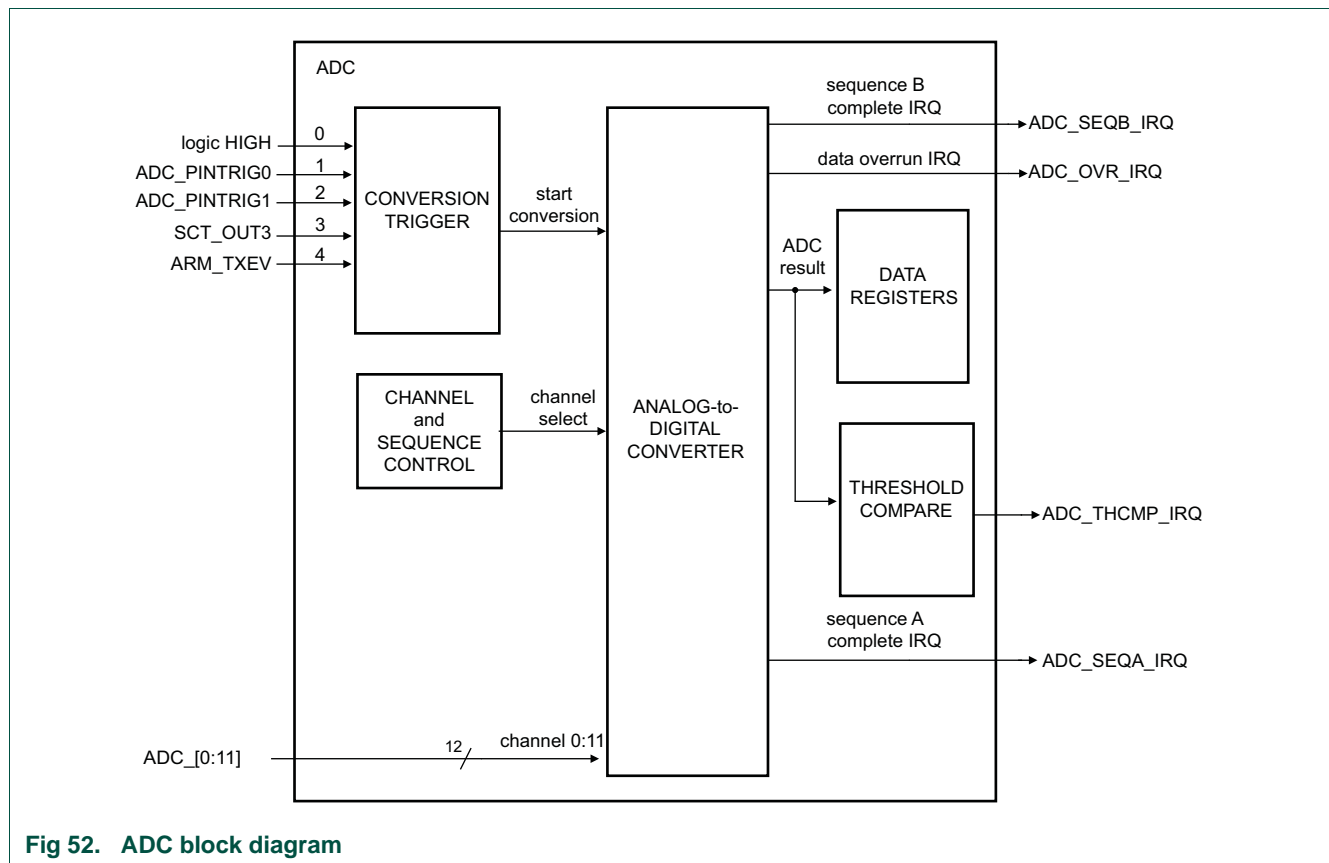 ADC
sequence B
complete IRQ
ADC_SEQB_IRQ
logic HIGH
0
ADC_PINTRIG0
1
ADC_PINTRIG1
2
SCT_OUT3
3
ARM_TXEV
4
CONVERSION
TRIGGER
start
conversion
data overrun IRQ
ADC_OVR_IRQ
ADC
result
DATA
REGISTERS
CHANNEL
and
SEQUENCE
CONTROL
channel
select
ANALOG-to-
DIGITAL
CONVERTER
THRESHOLD
COMPARE
ADC_THCMP_IRQ
sequence A
complete IRQ
ADC_SEQA_IRQ
ADC_[0:11]
12
channel 0:11
Fig 52. ADC block diagram